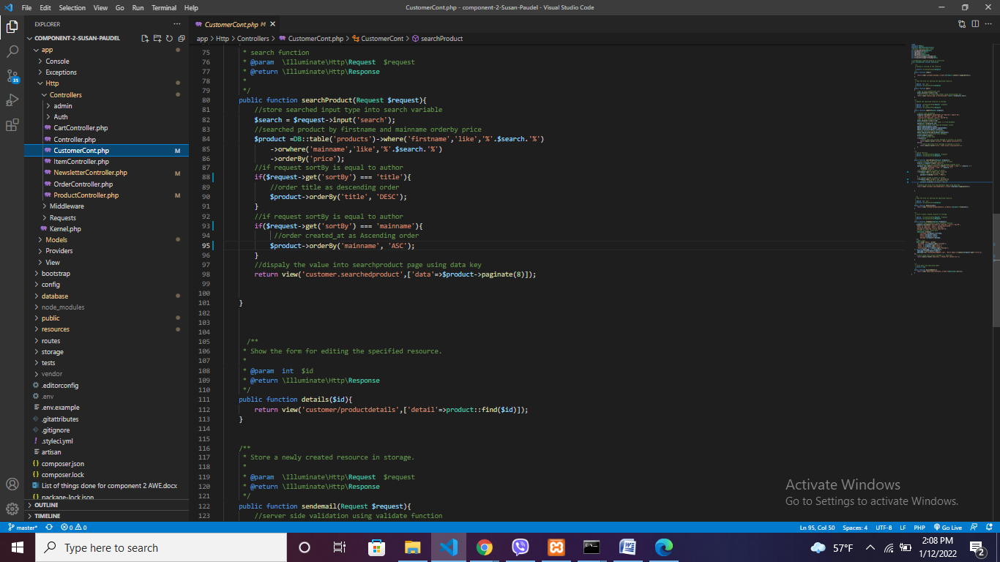 File Edit Selection View Go Run Terminal Help
CustomerCont.php - component-2-Susan-Paudel - Visual Studio Code
EXPLORER
COMPONENT-2-SUSAN-PAUDEL
app
Console
Exceptions
Http
Controllers
admin
Auth
CartController.php
Controller.php
CustomerCont.php M
ItemController.php
NewsletterController.php M
OrderController.php
ProductController.php M
Middleware
Requests
Kernel.php
Models
Providers
View
bootstrap
config
database
node_modules
public
resources
routes
storage
tests
vendor
.editorconfig
.env
.env.example
.gitattributes
.gitignore
.styleci.yml
artisan
composer.json
composer.lock
List of things done for component 2 AWE.docx
package-lock.json
OUTLINE
TIMELINE
35
CustomerCont.php M
app > Http > Controllers > CustomerCont.php > CustomerCont > searchProduct
75 * search function
76 * @param \Illuminate\Http\Request $request
77 * @return \Illuminate\Http\Response
78 *
79 */
80 public function searchProduct(Request $request){
81 //store searched input type into search variable
82 $search = $request->input('search');
83 //searched product by firstname and mainname orderby price
84 $product =DB::table('products')->where('firstname','like','%'.$search.'%')
85 ->orwhere('mainname','like','%'.$search.'%')
86 ->orderBy('price');
87 //if request sortBy is equal to author
88 if($request->get('sortBy') === 'title'){
89 //order title as descending order
90 $product->orderBy('title', 'DESC');
91 }
92 //if request sortBy is equal to author
93 if($request->get('sortBy') === 'mainname'){
94 //order created_at as Ascending order
95 $product->orderBy('mainname', 'ASC');
96 }
97 //dispaly the value into searchproduct page using data key
98 return view('customer.searchedproduct',['data'=>$product->paginate(8)]);
99
100
101 }
102
103
104
105 /**
106 * Show the form for editing the specified resource.
107 *
108 * @param int $id
109 * @return \Illuminate\Http\Response
110 */
111 public function details($id){
112 return view('customer/productdetails',['detail'=>product::find($id)]);
113 }
114
115
116 /**
117 * Store a newly created resource in storage.
118 *
119 * @param \Illuminate\Http\Request $request
120 * @return \Illuminate\Http\Response
121 */
122 public function sendemail(Request $request){
123 //server side validation using validate function
Activate Windows
Go to Settings to activate Windows.
master* 0 0 Ln 95, Col 50 Spaces: 4 UTF-8 LF PHP Go Live
Type here to search
57°F
2:08 PM
1/12/2022
2